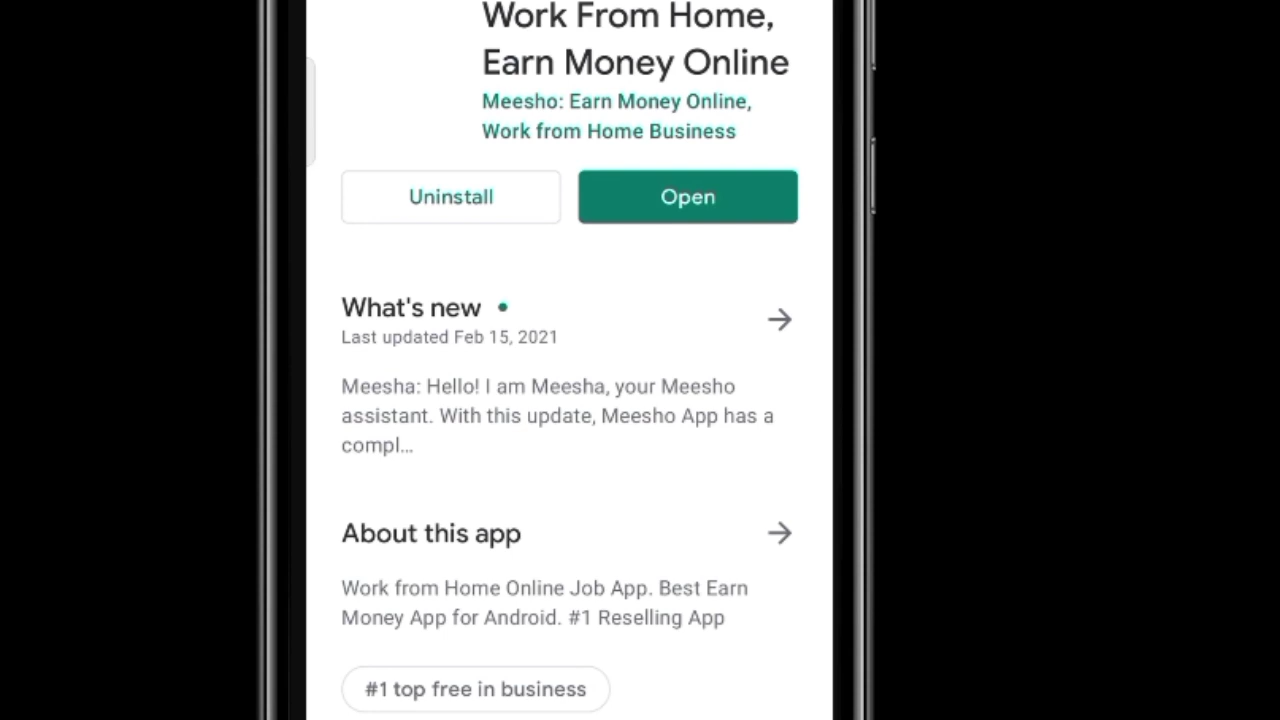 Work From Home,
Earn Money Online
Meesho: Earn Money Online,
Work from Home Business
Uninstall
Open
What's new
Last updated Feb 15, 2021
Meesha: Hello! I am Meesha, your Meesho
assistant. With this update, Meesho App has a
compl...
About this app
Work from Home Online Job App. Best Earn
Money App for Android. #1 Reselling App
#1 top free in business